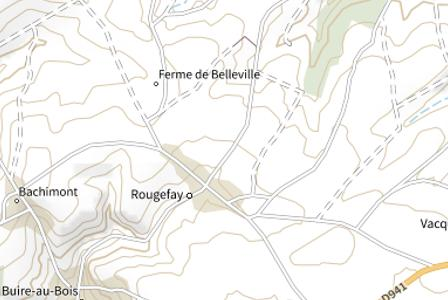 Ferme de Belleville
Bachimont
Rougefay
Vacq
Buire-au-Bois
D941